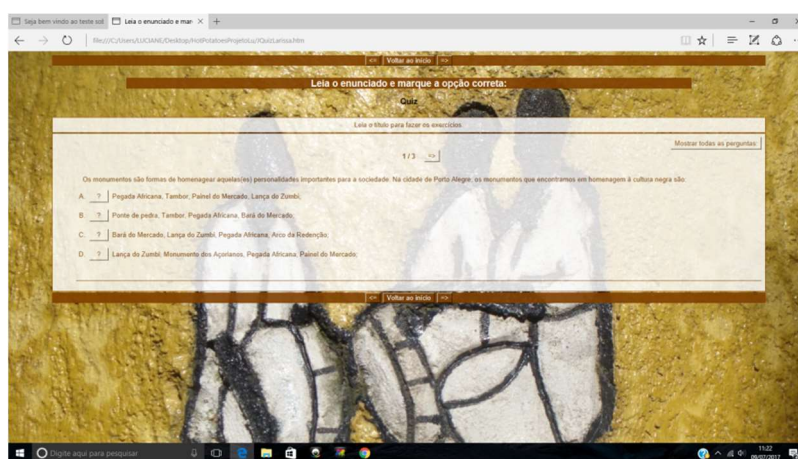 Seja bem vindo ao teste sol
Leia o enunciado e mar
file:///C:/Users/LUCIANE/Desktop/HotPotatoesProjetoLu/JQuizLarissa.htm
<= Voltar ao início =>
Leia o enunciado e marque a opção correta:
Quiz
Leia o título para fazer os exercícios
Mostrar todas as perguntas
1 / 3 =>
Os monumentos são formas de homenagear aquelas(es) personalidades importantes para a sociedade. Na cidade de Porto Alegre, os monumentos que encontramos em homenagem à cultura negra são:
A. ? Pegada Africana, Tambor, Painel do Mercado, Lança do Zumbi;
B. ? Ponte de pedra, Tambor, Pegada Africana, Bará do Mercado;
C. ? Bará do Mercado, Lança do Zumbi, Pegada Africana, Arco da Redenção;
D. ? Lança do Zumbi, Monumento dos Açorianos, Pegada Africana, Painel do Mercado;
<= Voltar ao início =>
Digite aqui para pesquisar
11:22
09/07/2017